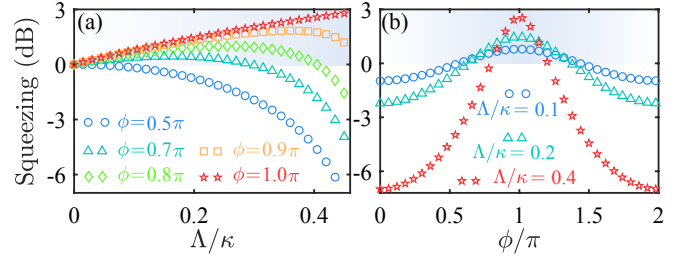 (a)
Squeezing (dB)
3
0
-3
-6
ϕ=0.5π
ϕ=0.7π
ϕ=0.8π
ϕ=0.9π
ϕ=1.0π
0
0.2
0.4
Λ/κ
(b)
3
0
-3
-6
Λ/κ = 0.1
Λ/κ = 0.2
Λ/κ = 0.4
0
0.5
1
1.5
2
ϕ/π